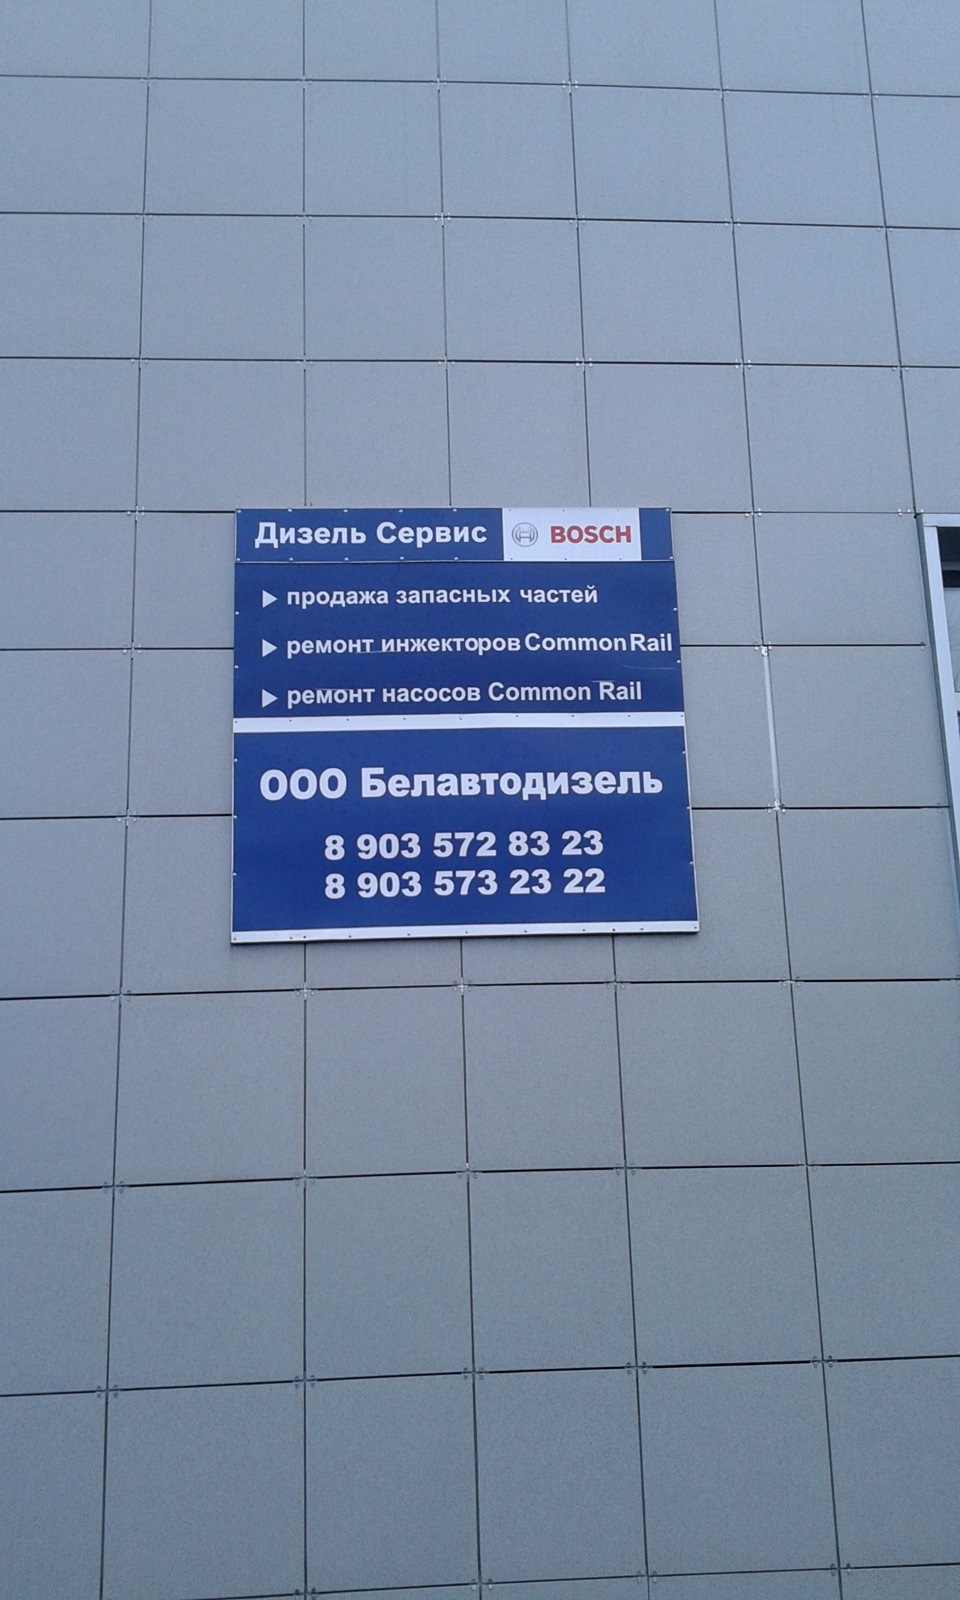 Дизель Сервис BOSCH
продажа запасных частей
ремонт инжекторов Common Rail
ремонт насосов Common Rail
ООО Белавтодизель
8 903 572 83 23
8 903 573 23 22